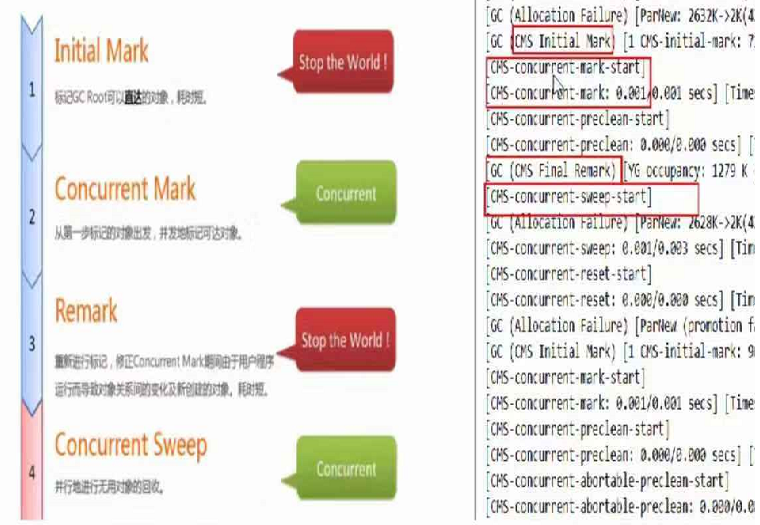 1
Initial Mark
Stop the World !
标记GC Root可以直达的对象，耗时短。
2
Concurrent Mark
Concurrent
从第一步标记的对象出发，并发地标记可达对象。
3
Remark
Stop the World !
重新进行标记，修正Concurrent Mark期间由于用户程序
运行而导致对象关系间的变化及新创建的对象。耗时短。
4
Concurrent Sweep
Concurrent
并行地进行无用对象的回收。
[GC (Allocation Failure) [ParNew: 2632K->2K(4
[GC (CMS Initial Mark) [1 CMS-initial-mark: 7
[CMS-concurrent-mark-start]
[CMS-concurrent-mark: 0.001/0.001 secs] [Time
[CMS-concurrent-preclean-start]
[CMS-concurrent-preclean: 0.000/0.000 secs] [
[GC (CMS Final Remark) [YG occupancy: 1279 K
[CMS-concurrent-sweep-start]
[GC (Allocation Failure) [ParNew: 2628K->2K(4
[CMS-concurrent-sweep: 0.001/0.003 secs] [Tim
[CMS-concurrent-reset-start]
[CMS-concurrent-reset: 0.000/0.000 secs] [Tim
[GC (Allocation Failure) [ParNew (promotion f
[GC (CMS Initial Mark) [1 CMS-initial-mark: 9
[CMS-concurrent-mark-start]
[CMS-concurrent-mark: 0.001/0.001 secs] [Time
[CMS-concurrent-preclean-start]
[CMS-concurrent-preclean: 0.000/0.000 secs] [
[CMS-concurrent-abortable-preclean-start]
[CMS-concurrent-abortable-preclean: 0.000/0.0